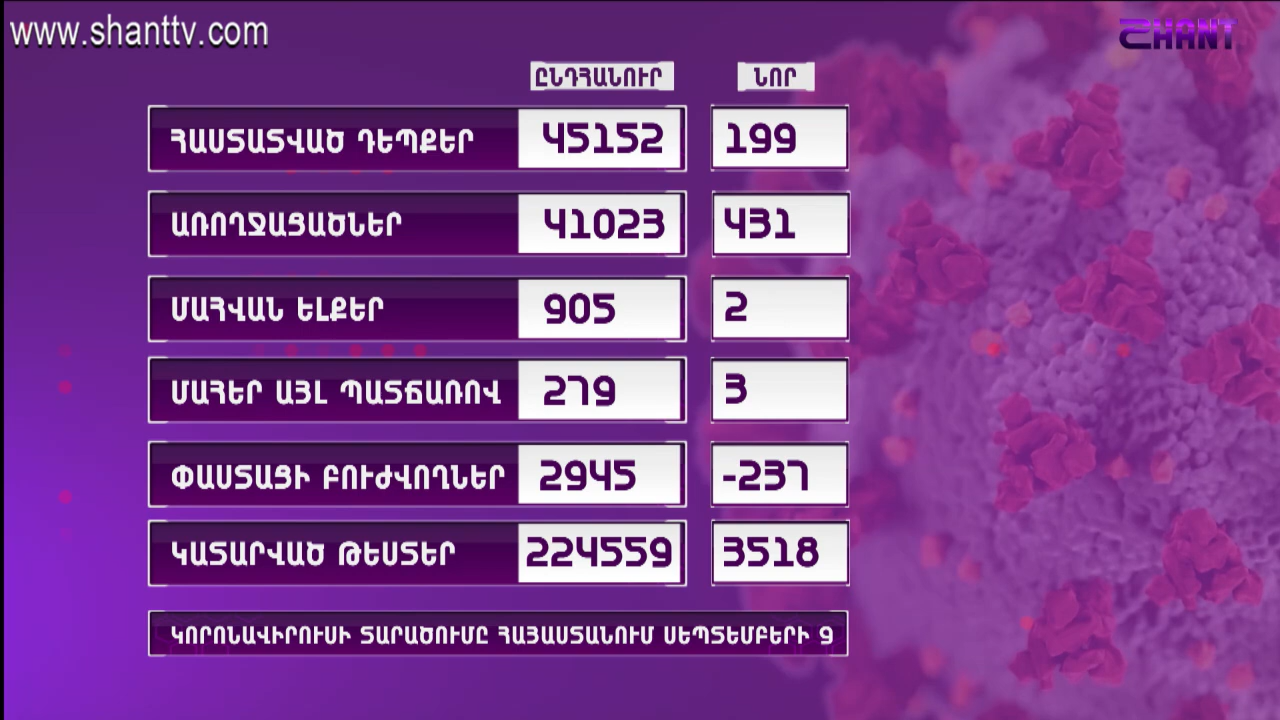 www.shanttv.com
SHANT
ԸՆԴՀԱՆՈՒՐ ՆՈՐ
ՀԱՍՏԱՏՎԱԾ ԴԵՊՔԵՐ 45152 199
ԱՌՈՂՋԱՑԱԾՆԵՐ 41023 431
ՄԱՀՎԱՆ ԵԼՔԵՐ 905 2
ՄԱՀԵՐ ԱՅԼ ՊԱՏՃԱՌՈՎ 279 3
ՓԱՍՏԱՑԻ ԲՈՒԺՎՈՂՆԵՐ 2945 -237
ԿԱՏԱՐՎԱԾ ԹԵՍՏԵՐ 224559 3518
ԿՈՐՈՆԱՎԻՐՈՒՍԻ ՏԱՐԱԾՈՒՄԸ ՀԱՅԱՍՏԱՆՈՒՄ ՍԵՊՏԵՄԲԵՐԻ 9